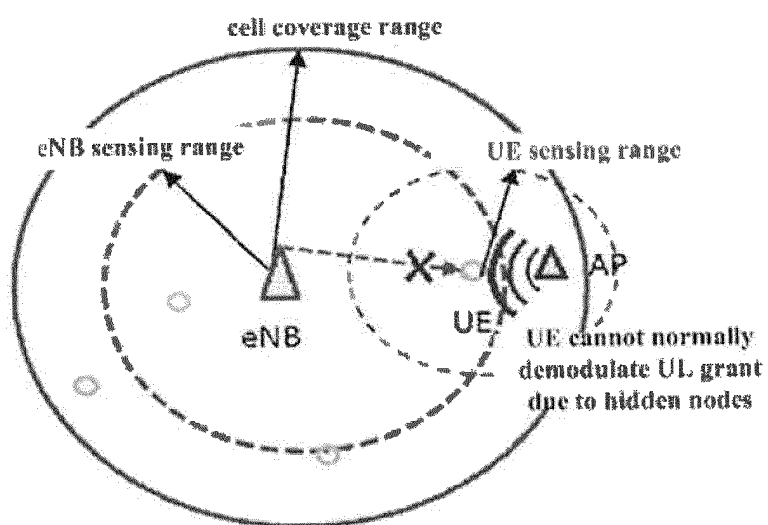 cell coverage range
eNB sensing range
UE sensing range
AP
UE
eNB
UE cannot normally
demodulate UL grant
due to hidden nodes